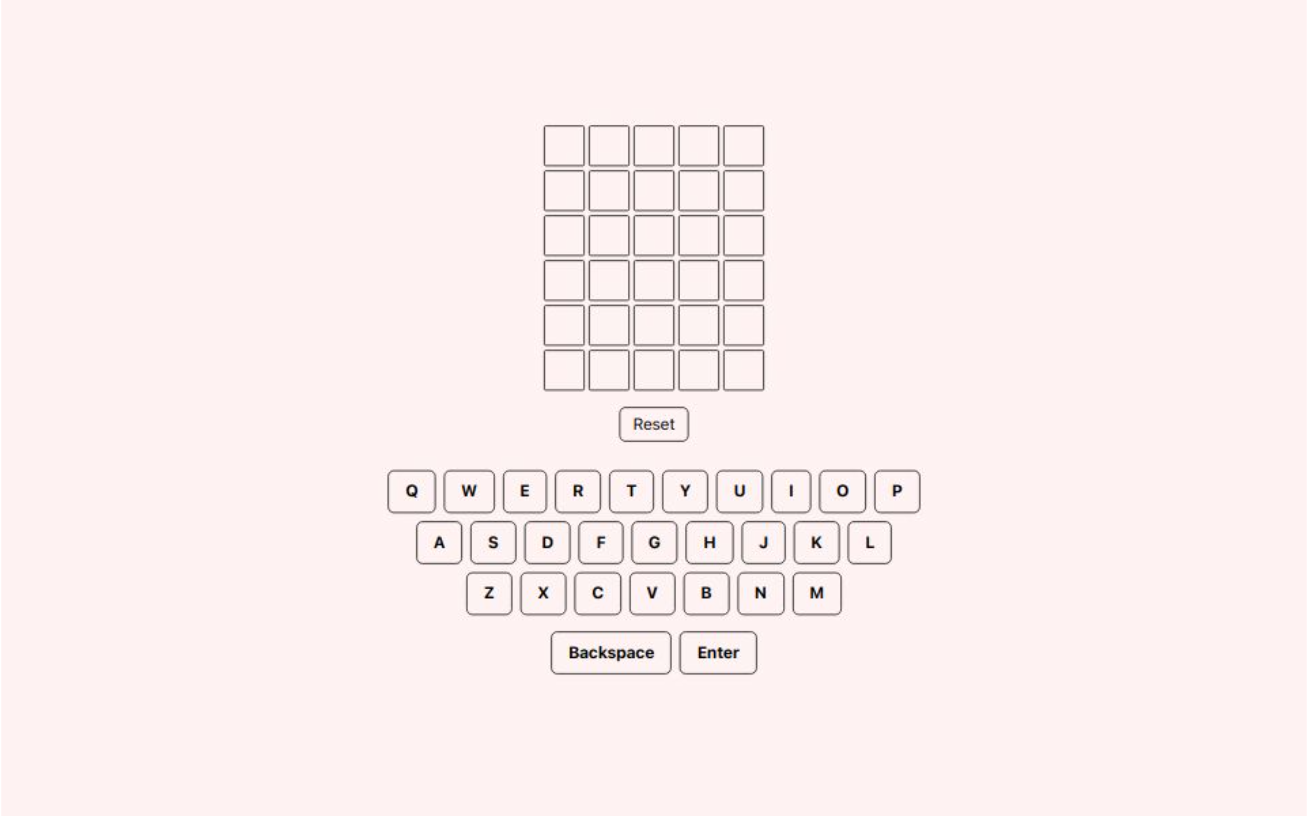 Reset
Q W E R T Y U I O P
A S D F G H J K L
Z X C V B N M
Backspace Enter